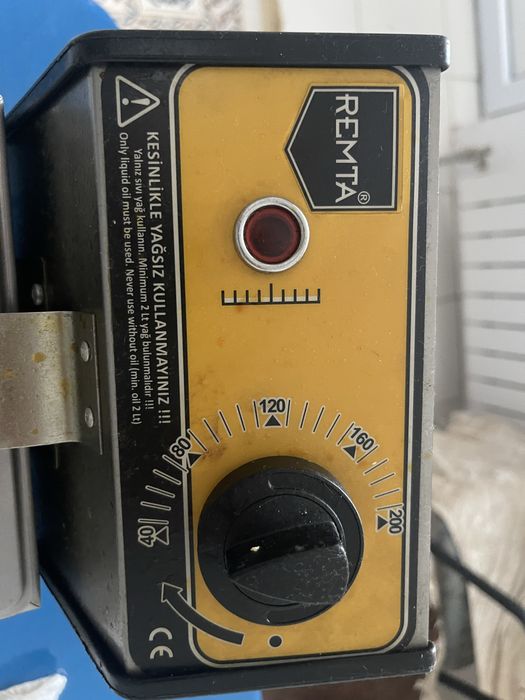 REMTA®
KESİNLİKLE YAĞSIZ KULLANMAYINIZ !!!
Yalnız sıvı yağ kullanın. Minimum 2 Lt yağ bulunmalıdır !!!
Only liquid oil must be used. Never use without oil (min. oil 2 Lt)
40
80
120
160
200
CE